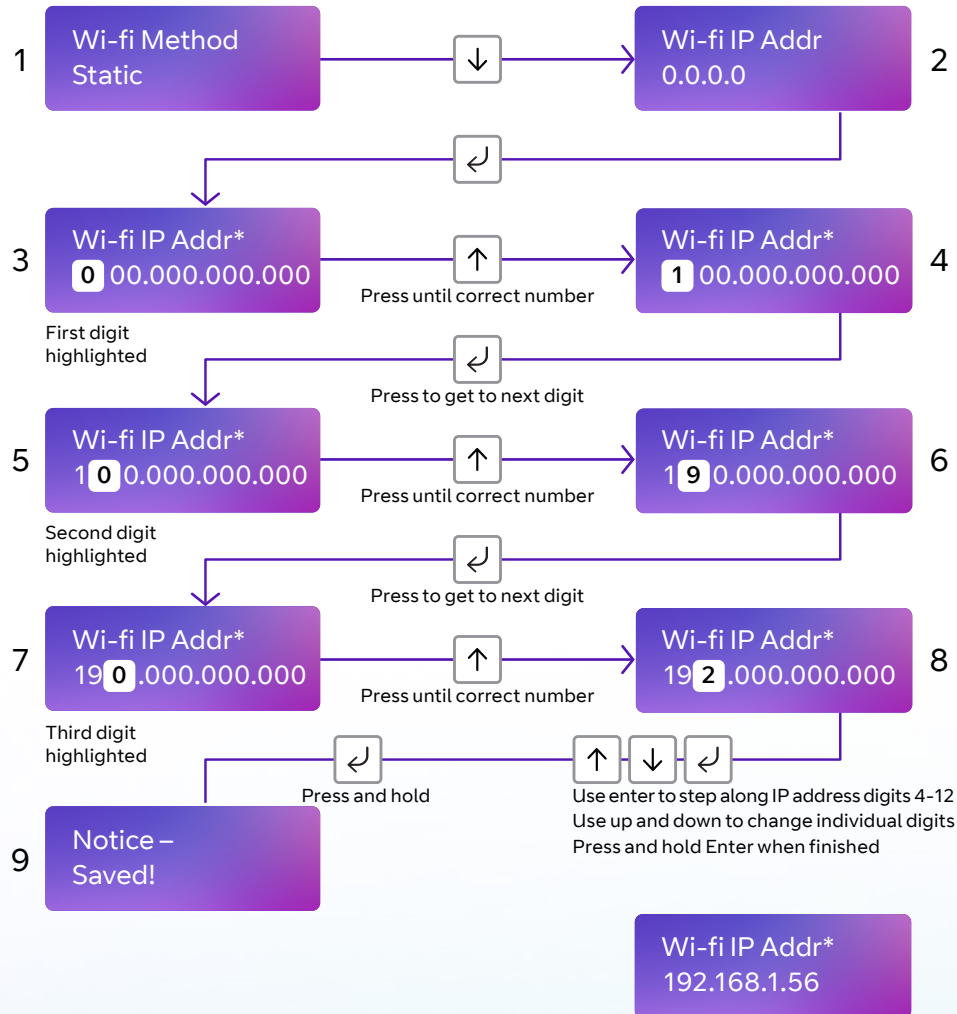 1
Wi-fi Method
Static
Wi-fi IP Addr
0.0.0.0
2
3
Wi-fi IP Addr*
0 00.000.000.000
First digit
highlighted
Press until correct number
Wi-fi IP Addr*
1 00.000.000.000
4
Press to get to next digit
5
Wi-fi IP Addr*
1 0 0.000.000.000
Second digit
highlighted
Press until correct number
Wi-fi IP Addr*
1 9 0.000.000.000
6
Press to get to next digit
7
Wi-fi IP Addr*
19 0 .000.000.000
Third digit
highlighted
Press until correct number
Wi-fi IP Addr*
19 2 .000.000.000
8
Press and hold
Use enter to step along IP address digits 4-12
Use up and down to change individual digits
Press and hold Enter when finished
9
Notice –
Saved!
Wi-fi IP Addr*
192.168.1.56